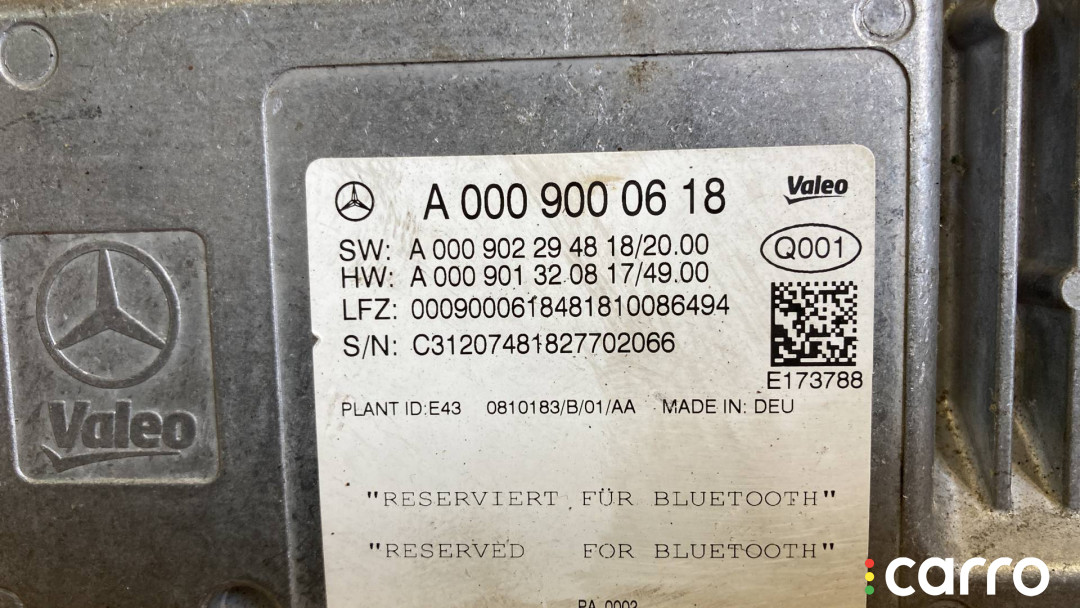 A 000 900 06 18
Valeo
SW: A 000 902 29 48 18/20.00
Q001
HW: A 000 901 32 08 17/49.00
LFZ: 0009000618481810086494
S/N: C31207481827702066
E173788
PLANT ID:E43 0810183/B/01/AA MADE IN: DEU
Valeo
"RESERVIERT FÜR BLUETOOTH"
"RESERVED FOR BLUETOOTH"
carro